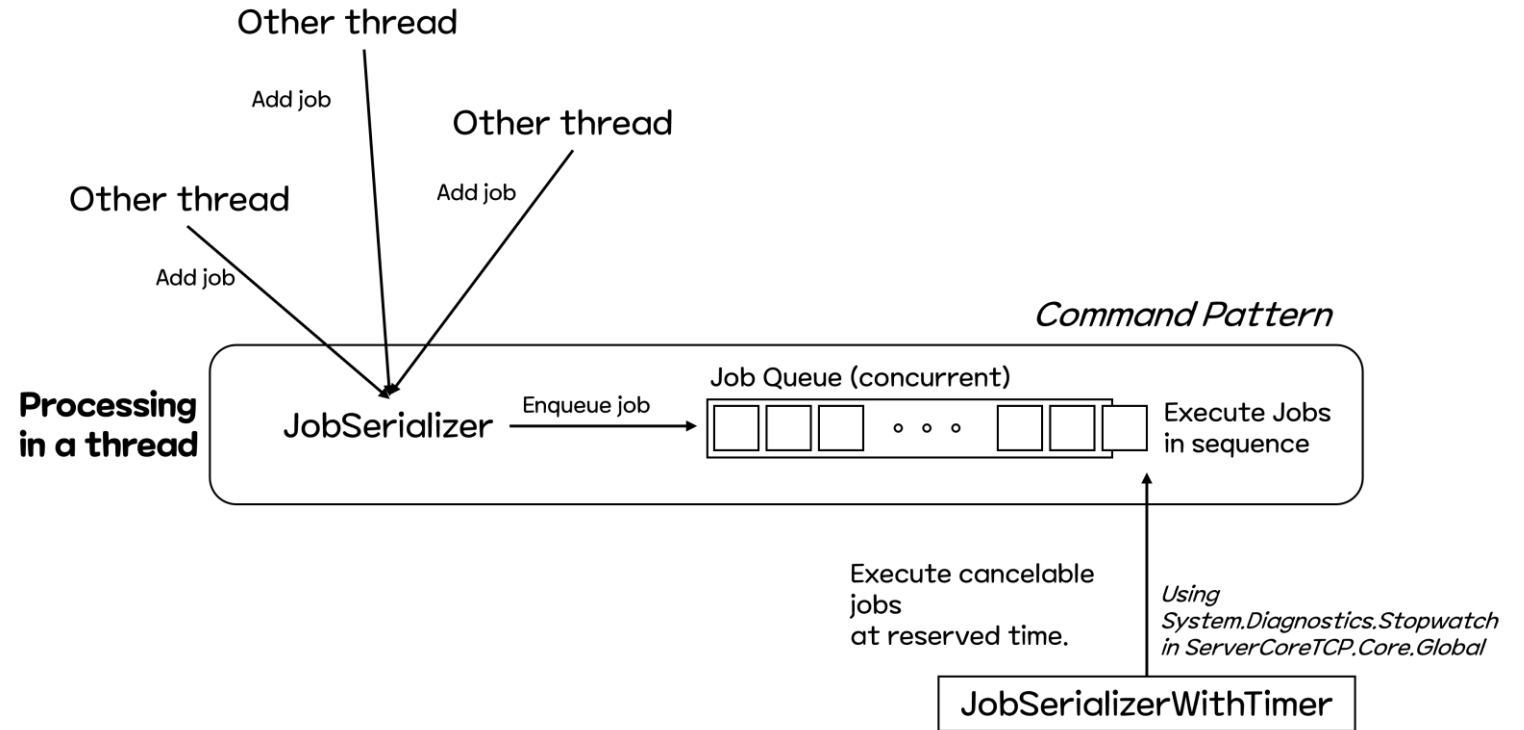 Other thread
Add job
Other thread
Add job
Other thread
Add job
Command Pattern
Processing
in a thread
JobSerializer
Enqueue job
Job Queue (concurrent)
Execute Jobs
in sequence
Execute cancelable
jobs
at reserved time.
Using
System.Diagnostics.Stopwatch
in ServerCoreTCP.Core.Global
JobSerializerWithTimer